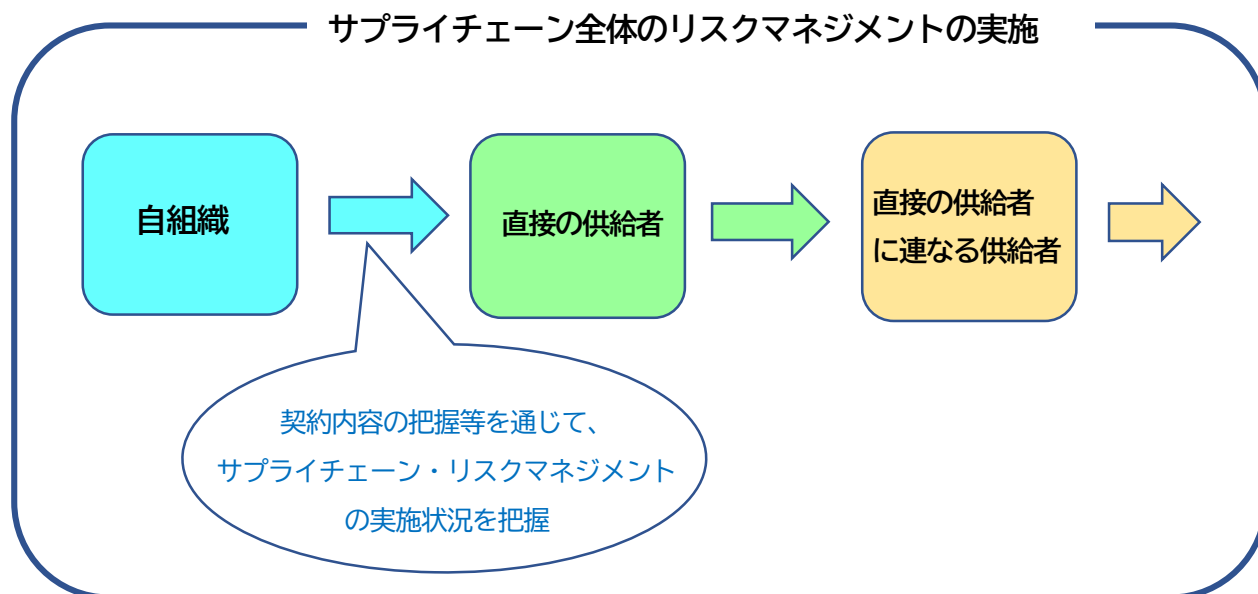 サプライチェーン全体のリスクマネジメントの実施
自組織
直接の供給者
直接の供給者
に連なる供給者
契約内容の把握等を通じて、
サプライチェーン・リスクマネジメント
の実施状況を把握